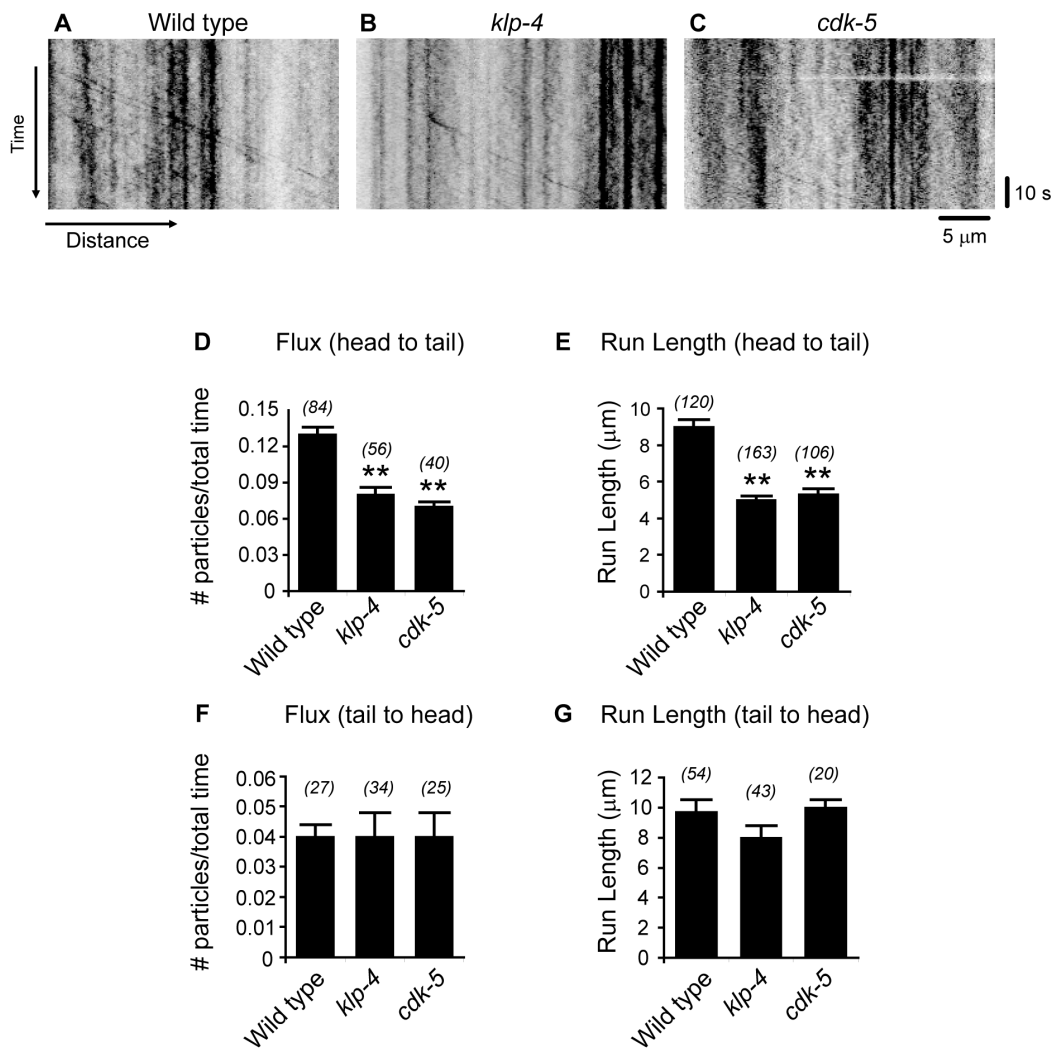 A Wild type
B klp-4
C cdk-5
Time
Distance
10 s
5 μm
D Flux (head to tail)
# particles/total time
0.15
0.12
0.09
0.06
0.03
0
(84)
(56)
**
(40)
**
Wild type
klp-4
cdk-5
E Run Length (head to tail)
Run Length (μm)
10
8
6
4
2
0
(120)
(163)
**
(106)
**
Wild type
klp-4
cdk-5
F Flux (tail to head)
# particles/total time
0.06
0.05
0.04
0.03
0.02
0.01
0
(27)
(34)
(25)
Wild type
klp-4
cdk-5
G Run Length (tail to head)
Run Length (μm)
12
10
8
6
4
2
0
(54)
(43)
(20)
Wild type
klp-4
cdk-5